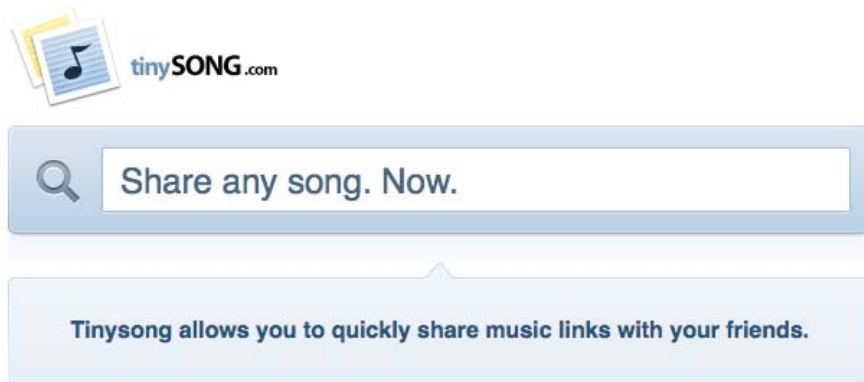 tinySONG.com
Share any song. Now.
Tinysong allows you to quickly share music links with your friends.